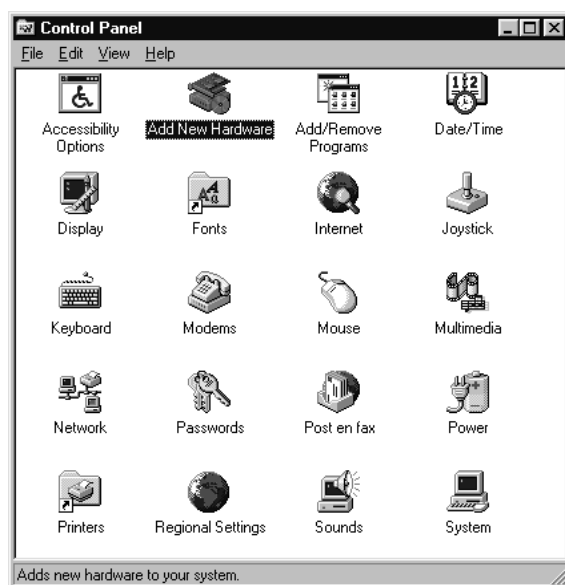 Control Panel
File Edit View Help
Accessibility Options
Add New Hardware
Add/Remove Programs
Date/Time
Display
Fonts
Internet
Joystick
Keyboard
Modems
Mouse
Multimedia
Network
Passwords
Post en fax
Power
Printers
Regional Settings
Sounds
System
Adds new hardware to your system.